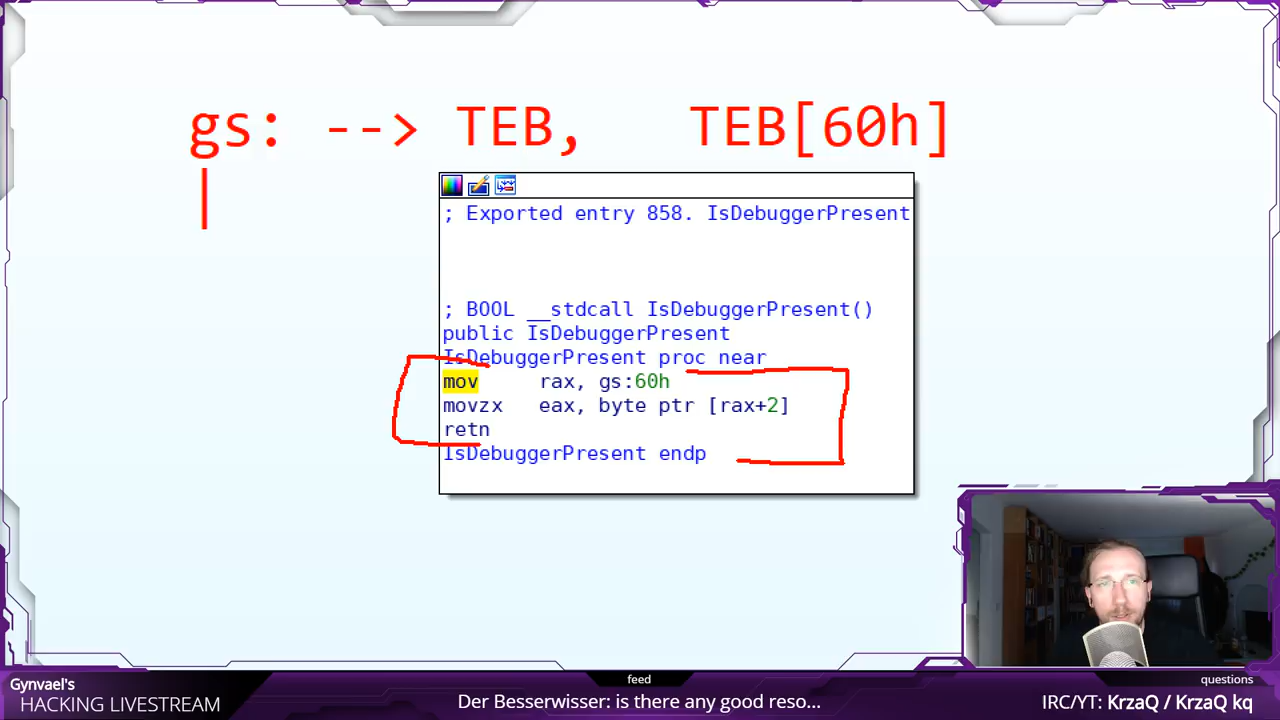 gs: --> TEB,   TEB[60h]
; Exported entry 858. IsDebuggerPresent
; BOOL __stdcall IsDebuggerPresent()
public IsDebuggerPresent
IsDebuggerPresent proc near
mov     rax, gs:60h
movzx   eax, byte ptr [rax+2]
retn
IsDebuggerPresent endp
Gynvael's
HACKING LIVESTREAM
feed
Der Besserwisser: is there any good reso...
questions
IRC/YT: KrzaQ / KrzaQ kq